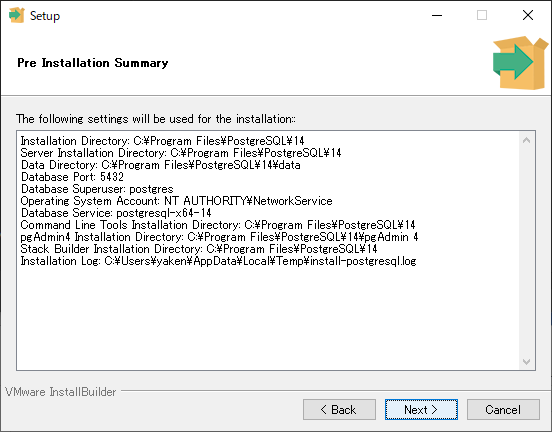 Setup
Pre Installation Summary
The following settings will be used for the installation:
Installation Directory: C:¥Program Files¥PostgreSQL¥14
Server Installation Directory: C:¥Program Files¥PostgreSQL¥14
Data Directory: C:¥Program Files¥PostgreSQL¥14¥data
Database Port: 5432
Database Superuser: postgres
Operating System Account: NT AUTHORITY¥NetworkService
Database Service: postgresql-x64-14
Command Line Tools Installation Directory: C:¥Program Files¥PostgreSQL¥14
pgAdmin4 Installation Directory: C:¥Program Files¥PostgreSQL¥14¥pgAdmin 4
Stack Builder Installation Directory: C:¥Program Files¥PostgreSQL¥14
Installation Log: C:¥Users¥yaken¥AppData¥Local¥Temp¥install-postgresql.log
VMware InstallBuilder
< Back
Next >
Cancel